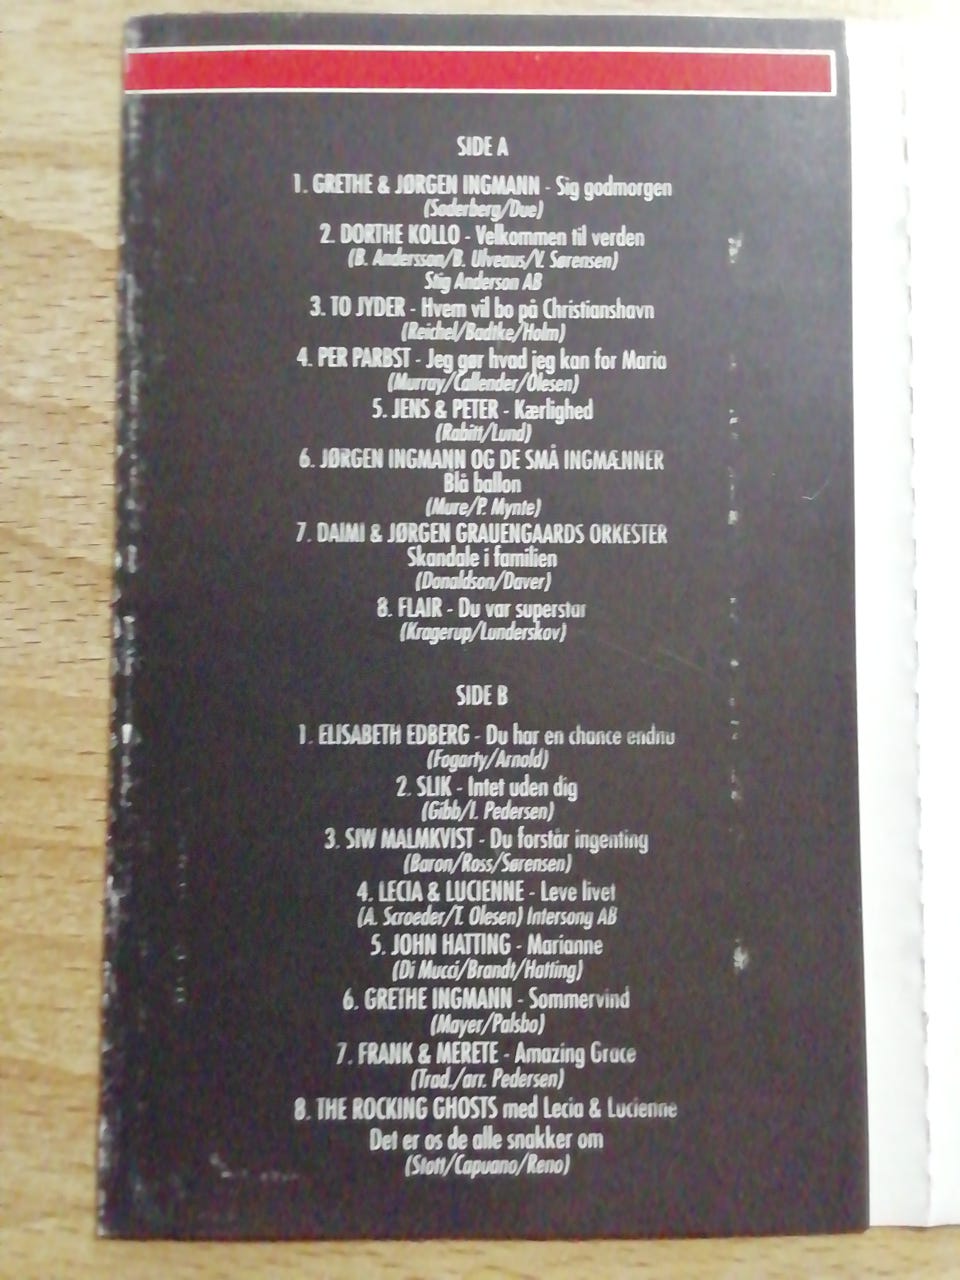 SIDE A
1. GRETHE & JØRGEN INGMANN - Sig godmorgen
(Soderberg/Due)
2. DORTHE KOLLO - Velkommen til verden
(B. Andersson/B. Ulveaus/V. Sørensen)
Stig Anderson AB
3. TO JYDER - Hvem vil bo på Christianshavn
(Reichel/Badtke/Holm)
4. PER PARBST - Jeg gør hvad jeg kan for Maria
(Murray/Callender/Olesen)
5. JENS & PETER - Kærlighed
(Rabitt/Lund)
6. JØRGEN INGMANN OG DE SMÅ INGMÆNNER
Blå ballon
(Mure/P. Mynte)
7. DAIMI & JØRGEN GRAUENGAARDS ORKESTER
Skandale i familien
(Donaldson/Daver)
8. FLAIR - Du var superstar
(Kragerup/Lunderskov)
SIDE B
1. ELISABETH EDBERG - Du har en chance endnu
(Fogarty/Arnold)
2. SLIK - Intet uden dig
(Gibb/I. Pedersen)
3. SIW MALMKVIST - Du forstår ingenting
(Baron/Ross/Sørensen)
4. LECIA & LUCIENNE - Leve livet
(A. Scroeder/T. Olesen) Intersong AB
5. JOHN HATTING - Marianne
(Di Mucci/Brandt/Hatting)
6. GRETHE INGMANN - Sommervind
(Mayer/Palsbo)
7. FRANK & MERETE - Amazing Grace
(Trad./arr. Pedersen)
8. THE ROCKING GHOSTS med Lecia & Lucienne
Det er os de alle snakker om
(Stott/Capuano/Reno)